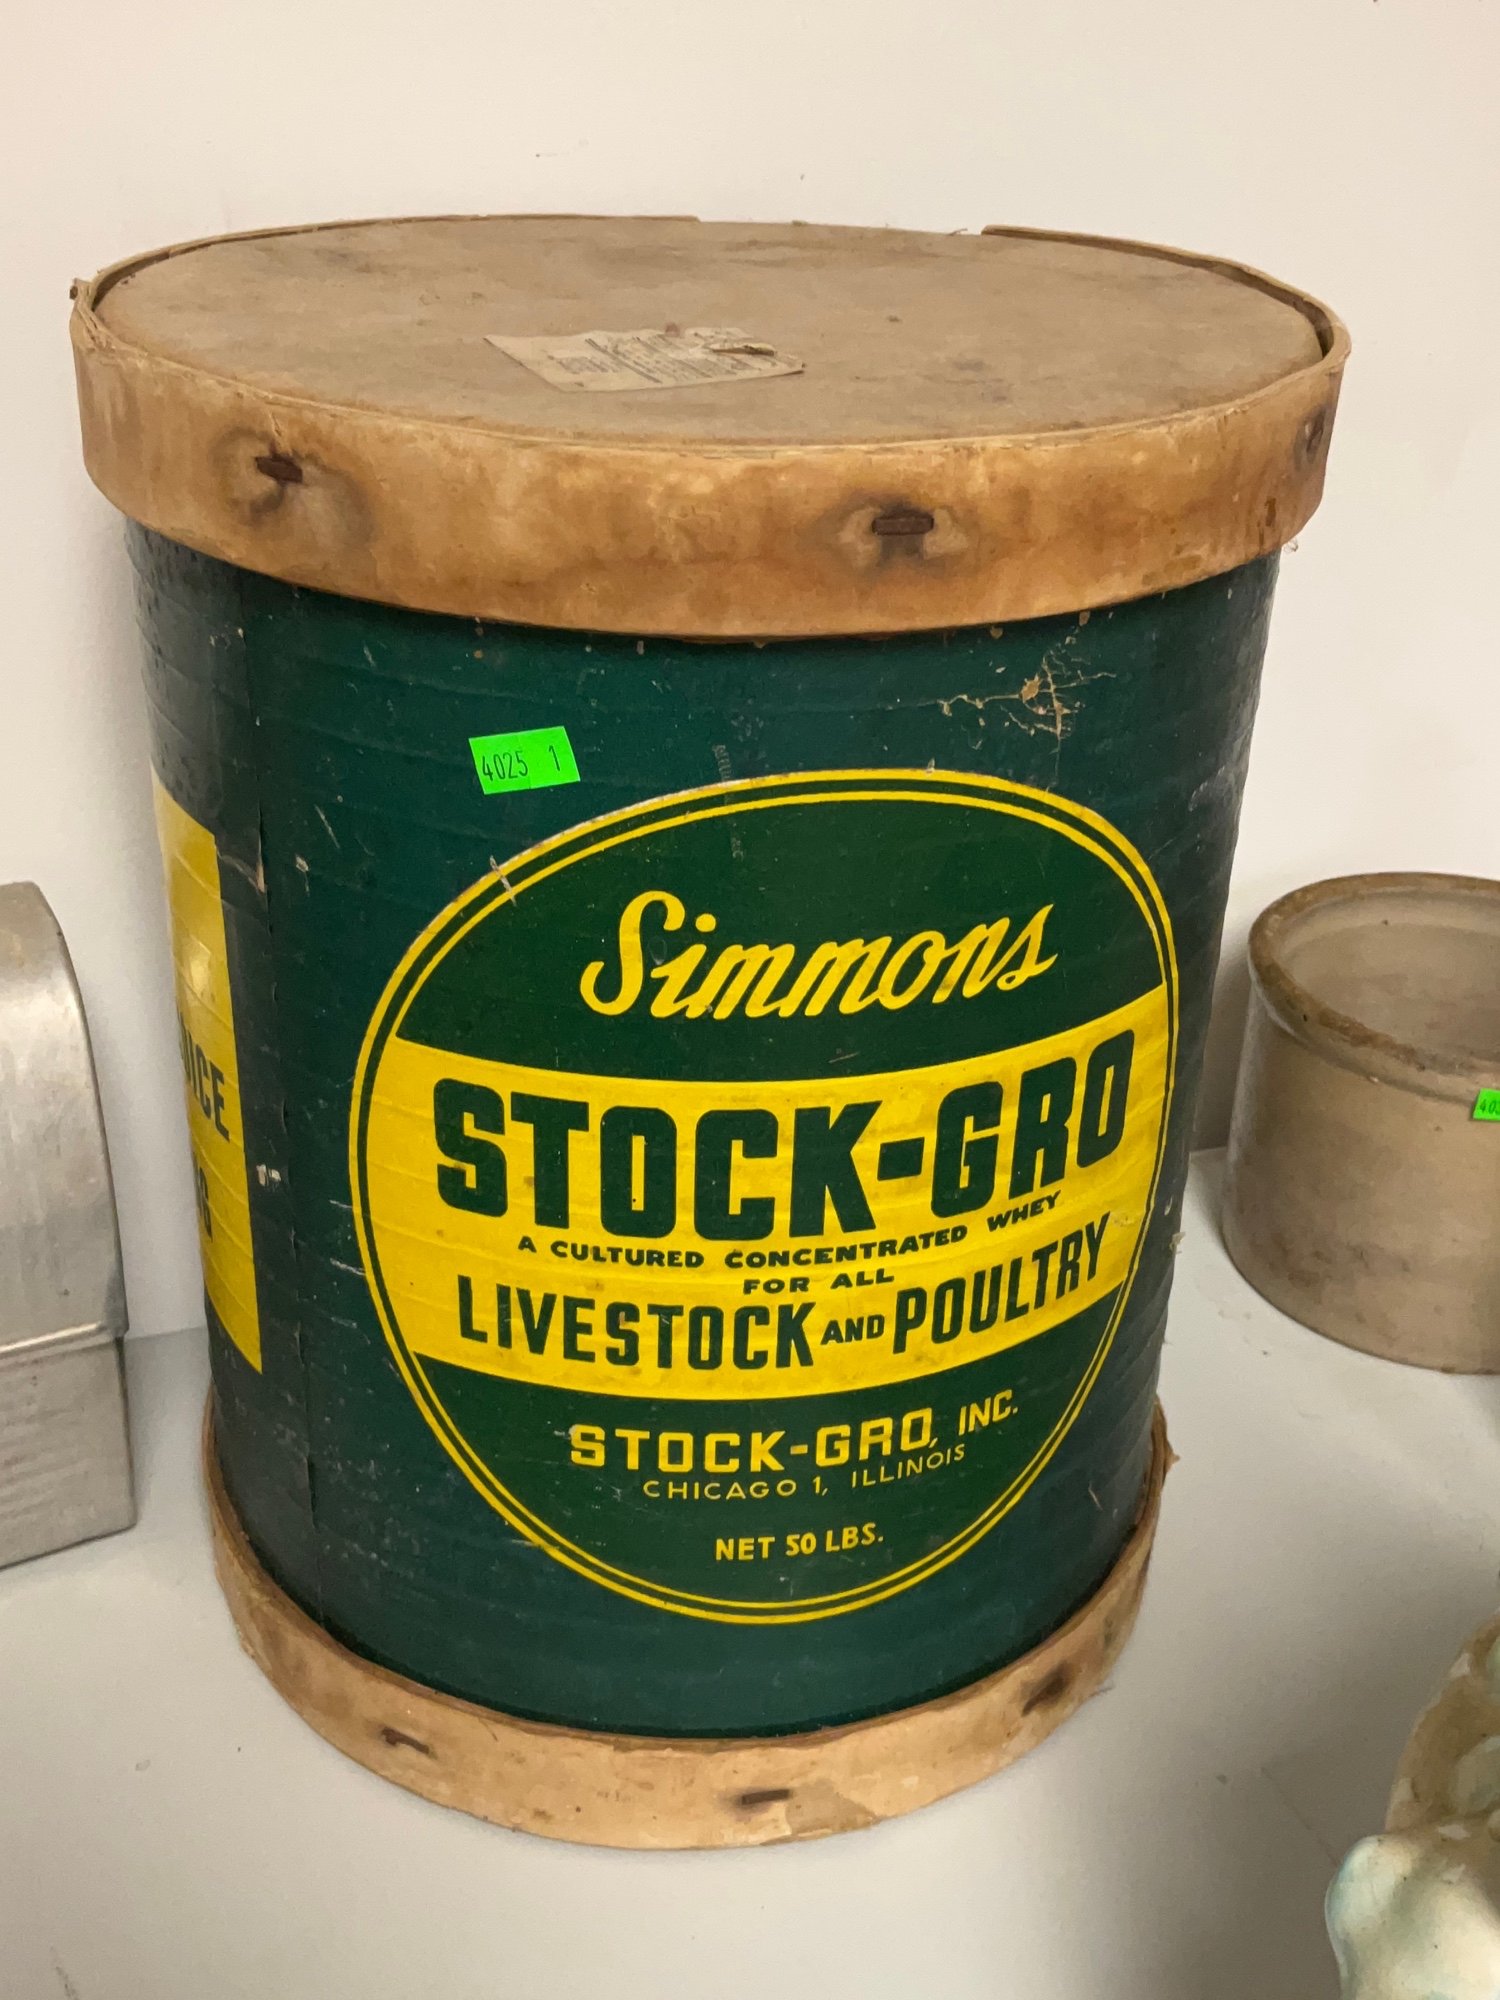 4025 1
Simmons
STOCK-GRO
A CULTURED CONCENTRATED WHEY
FOR ALL
LIVESTOCK AND POULTRY
STOCK-GRO, INC.
CHICAGO 1, ILLINOIS
NET 50 LBS.